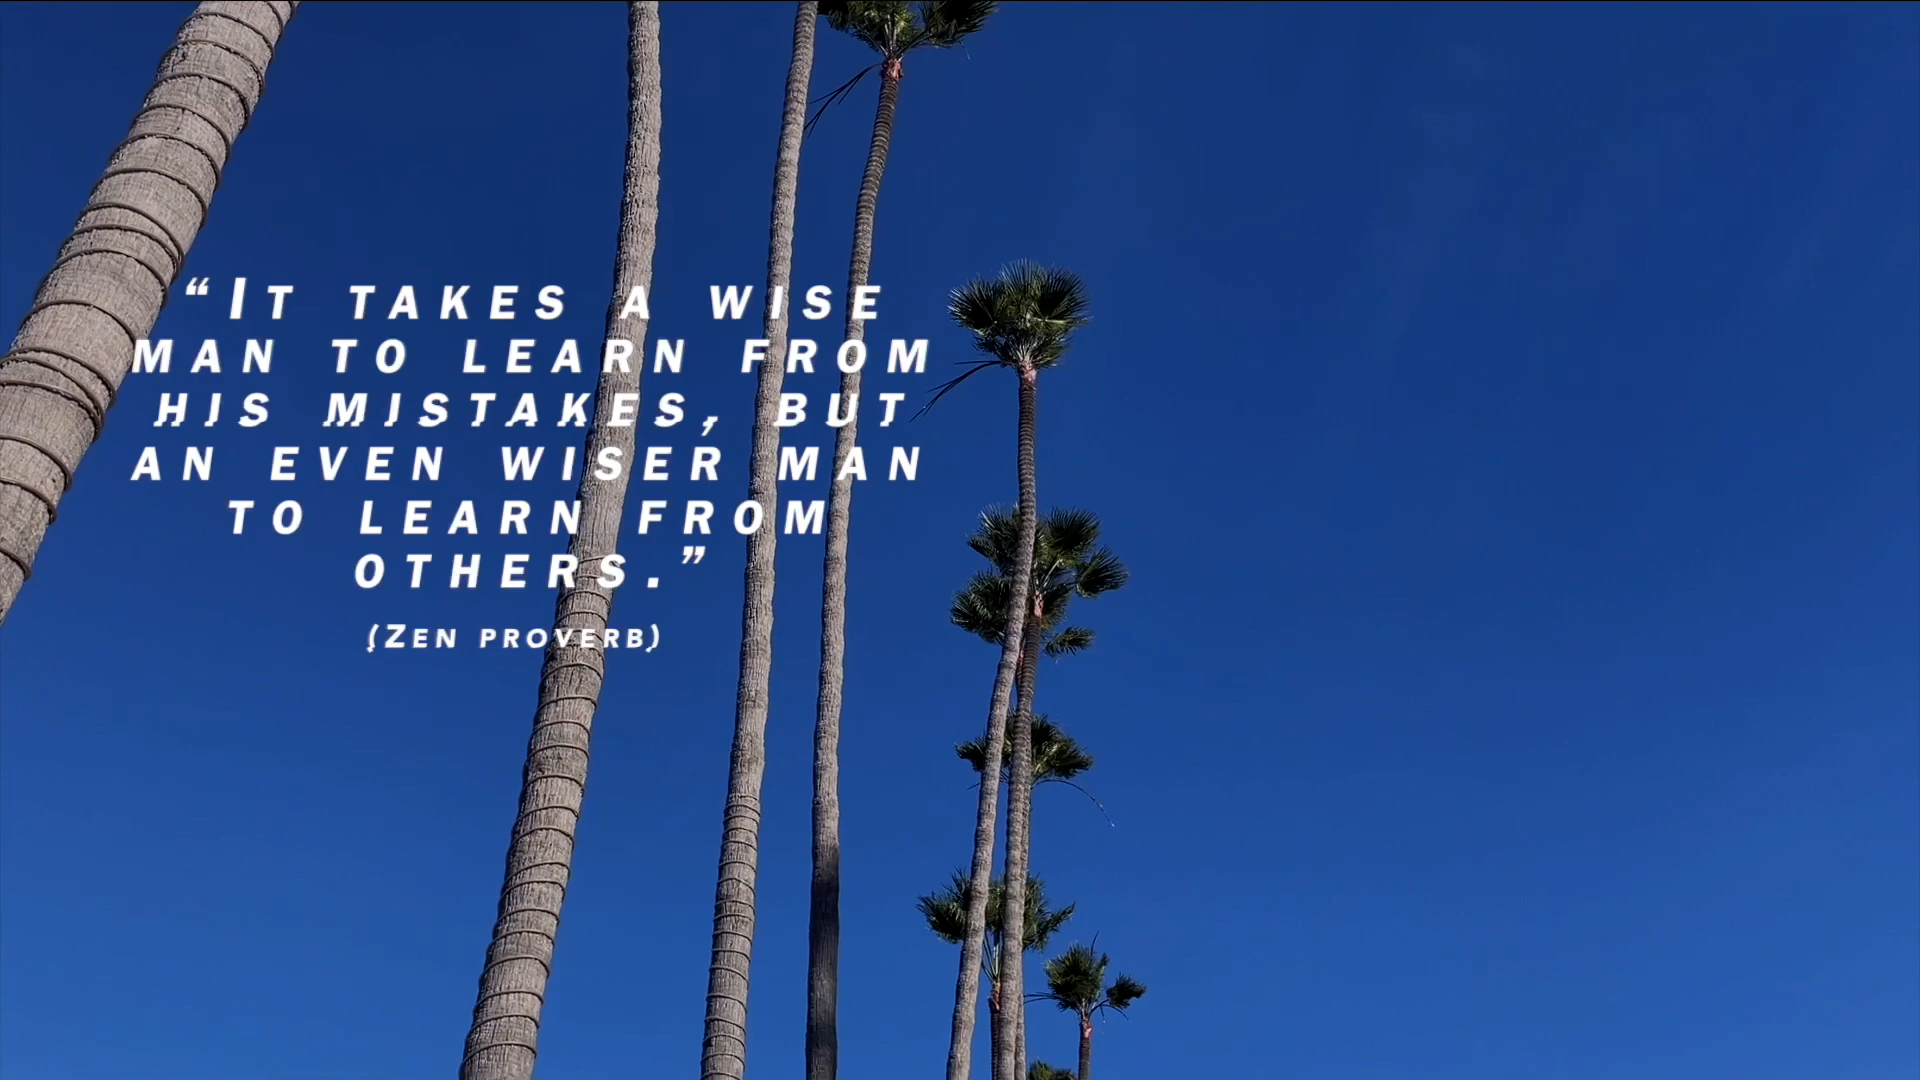 “It takes a wise
man to learn from
his mistakes, but
an even wiser man
to learn from
others.”
(Zen proverb)